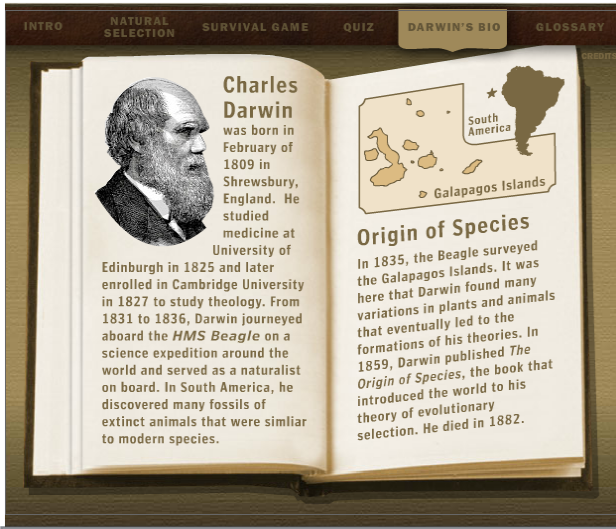 INTRO
NATURAL
SELECTION
SURVIVAL GAME
QUIZ
DARWIN'S BIO
GLOSSARY
CREDITS
Charles
Darwin
was born in
February of
1809 in
Shrewsbury,
England. He
studied
medicine at
University of
Edinburgh in 1825 and later
enrolled in Cambridge University
in 1827 to study theology. From
1831 to 1836, Darwin journeyed
aboard the HMS Beagle on a
science expedition around the
world and served as a naturalist
on board. In South America, he
discovered many fossils of
extinct animals that were simliar
to modern species.
South
America
Galapagos Islands
Origin of Species
In 1835, the Beagle surveyed
the Galapagos Islands. It was
here that Darwin found many
variations in plants and animals
that eventually led to the
formations of his theories. In
1859, Darwin published The
Origin of Species, the book that
introduced the world to his
theory of evolutionary
selection. He died in 1882.